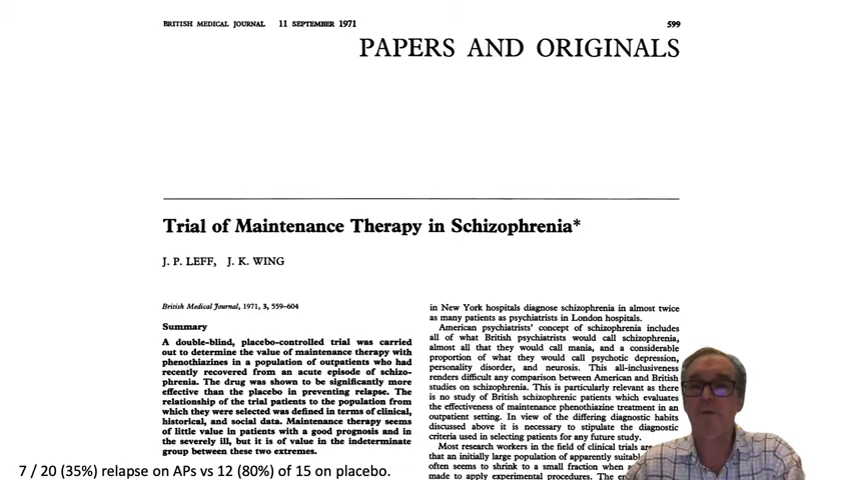 BRITISH MEDICAL JOURNAL 11 SEPTEMBER 1971
599
PAPERS AND ORIGINALS
Trial of Maintenance Therapy in Schizophrenia*
J. P. LEFF, J. K. WING
British Medical Journal, 1971, 3, 559-604
Summary
A double-blind, placebo-controlled trial was carried
out to determine the value of maintenance therapy with
phenothiazines in a population of outpatients who had
recently recovered from an acute episode of schizo-
phrenia. The drug was shown to be significantly more
effective than the placebo in preventing relapse. The
relationship of the trial patients to the population from
which they were selected was defined in terms of clinical,
historical, and social data. Maintenance therapy seems
of little value in patients with a good prognosis and in
the severely ill, but it is of value in the indeterminate
group between these two extremes.
in New York hospitals diagnose schizophrenia in almost twice
as many patients as psychiatrists in London hospitals.
American psychiatrists' concept of schizophrenia includes
all of what British psychiatrists would call schizophrenia,
almost all that they would call mania, and a considerable
proportion of what they would call psychotic depression,
personality disorder, and neurosis. This all-inclusiveness
renders difficult any comparison between American and British
studies on schizophrenia. This is particularly relevant as there
is no study of British schizophrenic patients which evaluates
the effectiveness of maintenance phenothiazine treatment in an
outpatient setting. In view of the differing diagnostic habits
discussed above it is necessary to stipulate the diagnostic
criteria used in selecting patients for any future study.
Most research workers in the field of clinical trials are
that an initially large population of apparently
often seems to shrink to a small fraction when
made to apply experimental procedures. The
7 / 20 (35%) relapse on APs vs 12 (80%) of 15 on placebo.